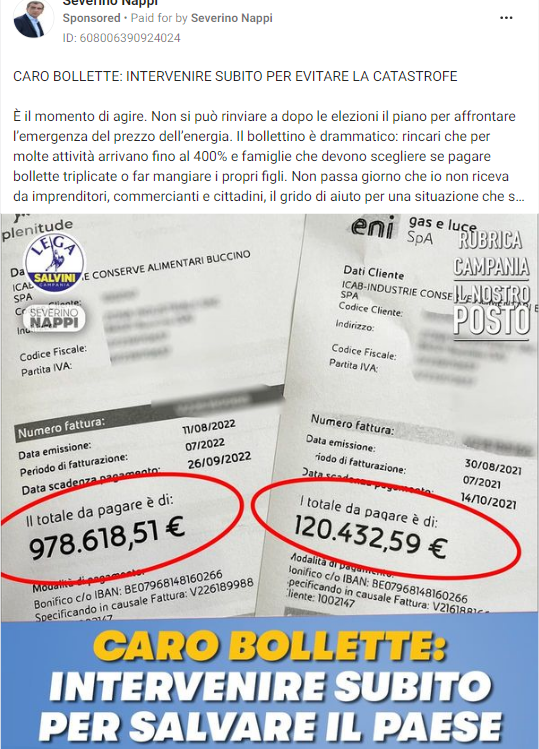 Severino Nappi
Sponsored • Paid for by Severino Nappi
ID: 608006390924024
CARO BOLLETTE: INTERVENIRE SUBITO PER EVITARE LA CATASTROFE
È il momento di agire. Non si può rinviare a dopo le elezioni il piano per affrontare
l'emergenza del prezzo dell'energia. Il bollettino è drammatico: rincari che per
molte attività arrivano fino al 400% e famiglie che devono scegliere se pagare
bollette triplicate o far mangiare i propri figli. Non passa giorno che io non riceva
da imprenditori, commercianti e cittadini, il grido di aiuto per una situazione che s...
plenitude
LEGA
SALVINI
CAMPANIA
SEVERINO
NAPPI
E CONSERVE ALIMENTARI BUCCINO
SPA
Codice Fiscale:
Partita IVA:
Numero fattura:
Data emissione:
11/08/2022
Periodo di fatturazione:
07/2022
Data scadenza pagamento:
26/09/2022
Il totale da pagare è di:
978.618,51 €
Modalità di pagamento:
Bonifico c/o IBAN: BE07968148160266
Specificando in causale Fattura: V226189988
eni gas e luce
SpA
RUBRICA
CAMPANIA
IL NOSTRO
POSTO
Dati Cliente
ICAB-INDUSTRIE CONSE
SPA
Codice Cliente:
Indirizzo:
Codice Fiscale:
Partita IVA:
Numero fattura:
Data emissione:
30/08/2021
Periodo di fatturazione:
07/2021
Data scadenza pagamento:
14/10/2021
l totale da pagare è di:
120.432,59 €
Modalità di pagamento:
Bonifico c/o IBAN: BE07968148160266
Specificando in causale Fattura: V216188
Cliente: 1002147
CARO BOLLETTE:
INTERVENIRE SUBITO
PER SALVARE IL PAESE